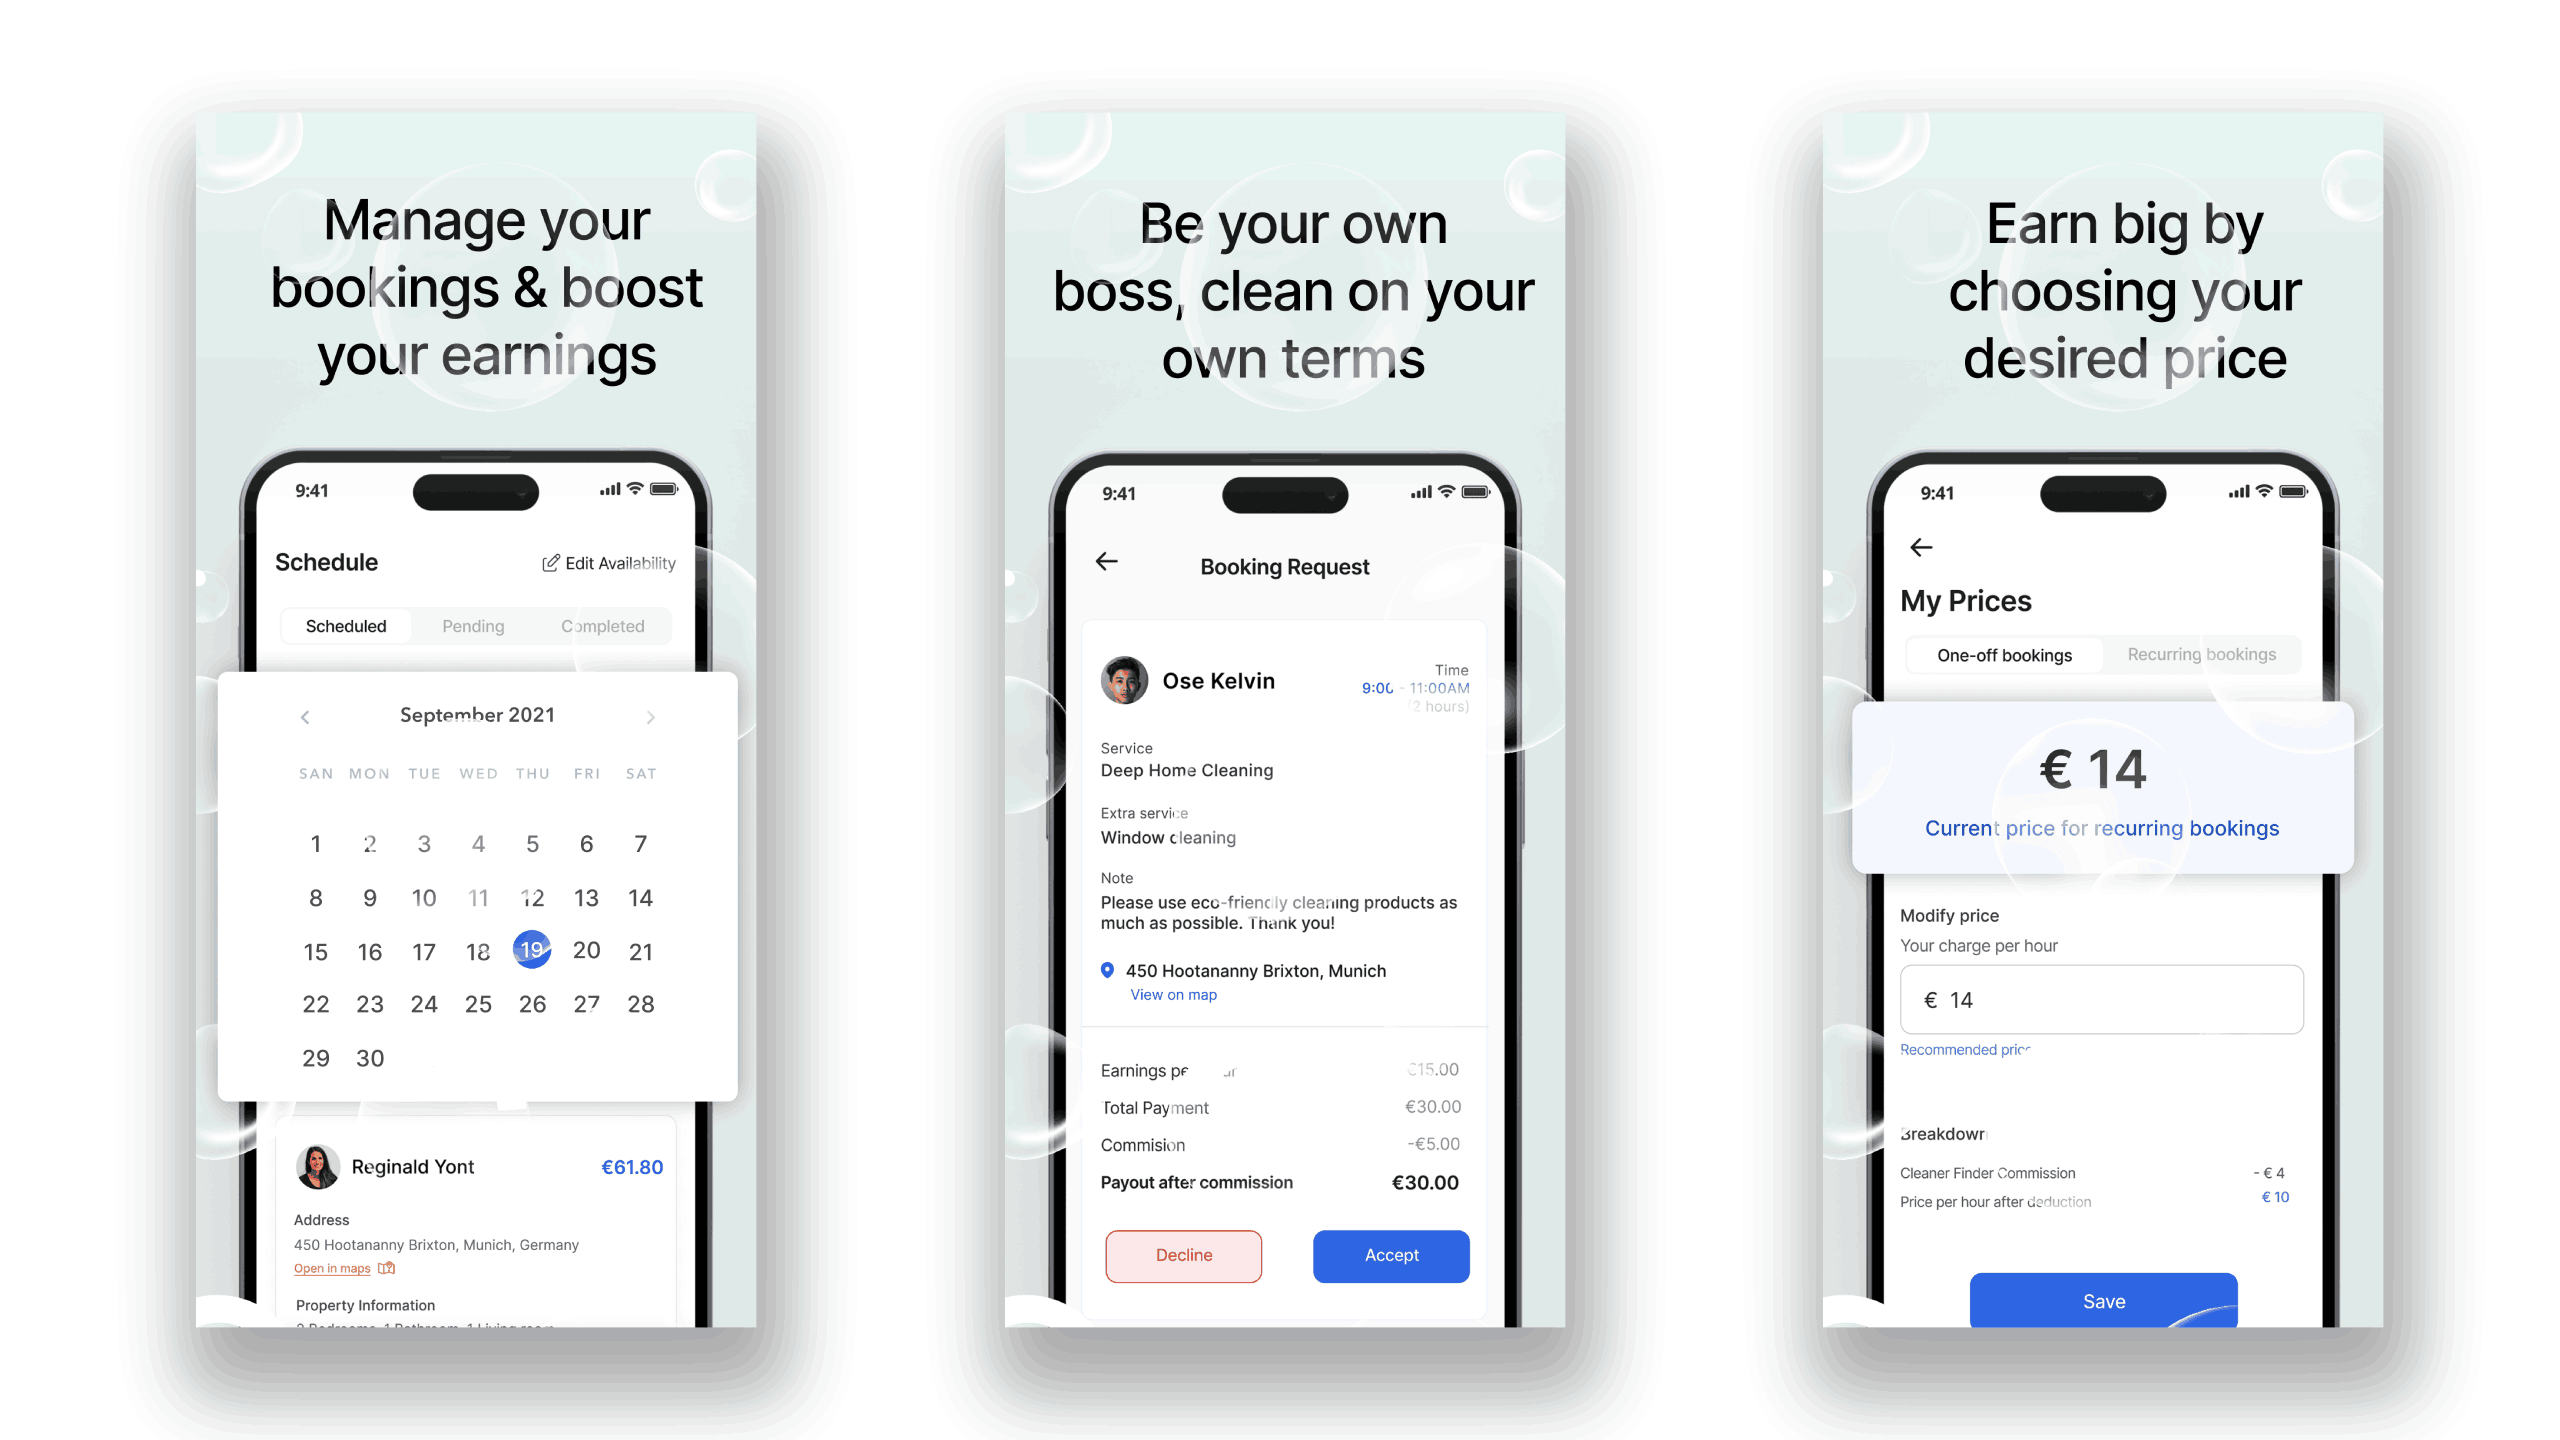 Manage your
bookings & boost
your earnings
9:41
Schedule
Edit Availability
Scheduled Pending Completed
September 2021
SAN MON TUE WED THU FRI SAT
1 2 3 4 5 6 7
8 9 10 11 12 13 14
15 16 17 18 19 20 21
22 23 24 25 26 27 28
29 30
Reginald Yont €61.80
Address
450 Hootananny Brixton, Munich, Germany
Open in maps
Property Information
2 Bedrooms, 1 Bathroom, 1 Living room
Be your own
boss, clean on your
own terms
9:41
Booking Request
Ose Kelvin
Time
9:00 - 11:00AM
(2 hours)
Service
Deep Home Cleaning
Extra service
Window cleaning
Note
Please use eco-friendly cleaning products as
much as possible. Thank you!
450 Hootananny Brixton, Munich
View on map
Earnings €15.00
Total Payment €30.00
Commision -€5.00
Payout after commission €30.00
Decline Accept
Earn big by
choosing your
desired price
9:41
My Prices
One-off bookings Recurring bookings
€ 14
Current price for recurring bookings
Modify price
Your charge per hour
€ 14
Recommended price
Breakdown
Cleaner Finder Commission - € 4
Price per hour after deduction € 10
Save